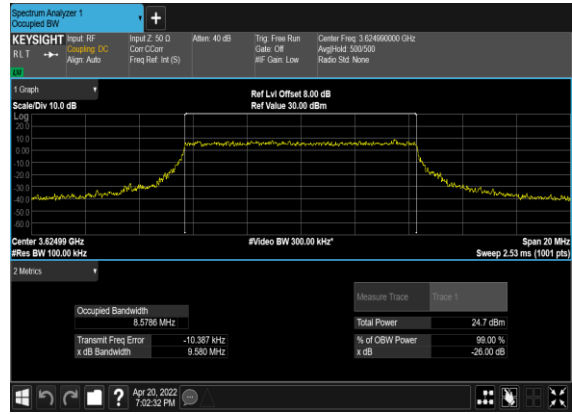 Spectrum Analyzer 1
Occupied BW
+
KEYSIGHT Input: RF Input Z: 50 Ω Atten: 40 dB Trig: Free Run Center Freq: 3.624990000 GHz
RLT Coupling: DC Corr CCorr Gate: Off Avg|Hold: 500/500
Align: Auto Freq Ref: Int (S) #IF Gain: Low Radio Std: None
LW
1 Graph
Ref Lvl Offset 8.00 dB
Scale/Div 10.0 dB Ref Value 30.00 dBm
Log
20.0
10.0
0.00
-10.0
-20.0
-30.0
-40.0
-50.0
-60.0
Center 3.62499 GHz #Video BW 300.00 kHz* Span 20 MHz
#Res BW 100.00 kHz Sweep 2.53 ms (1001 pts)
2 Metrics
Measure Trace Trace 1
Occupied Bandwidth
8.5786 MHz Total Power 24.7 dBm
Transmit Freq Error -10.387 kHz % of OBW Power 99.00 %
x dB Bandwidth 9.580 MHz x dB -26.00 dB
? Apr 20, 2022
7:02:32 PM